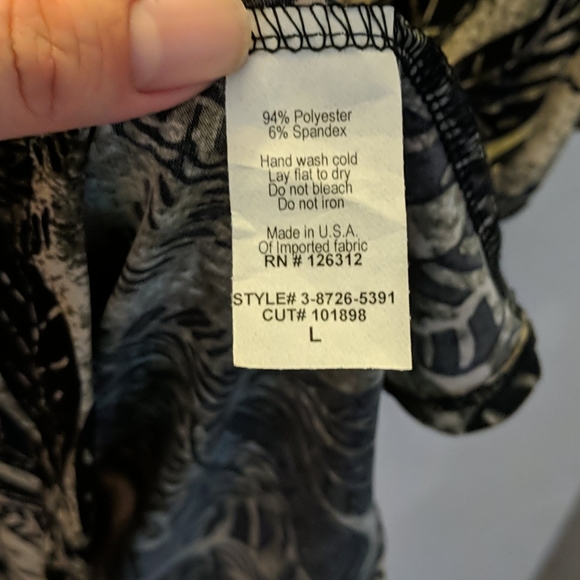 94% Polyester
6% Spandex
Hand wash cold
Lay flat to dry
Do not bleach
Do not iron
Made in U.S.A.
Of Imported fabric
RN # 126312
STYLE# 3-8726-5391
CUT# 101898
L